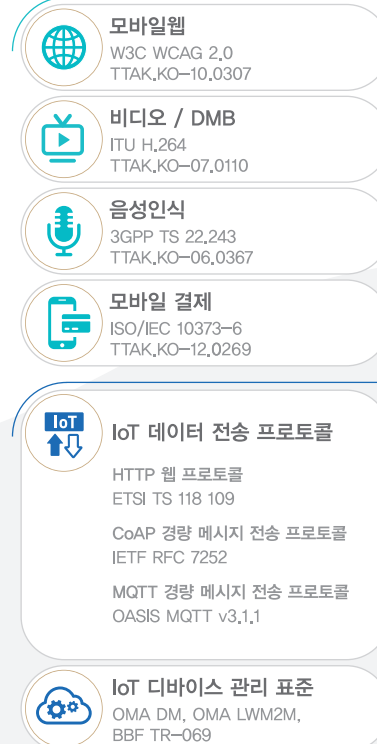 모바일웹
W3C WCAG 2.0
TTAK.KO-10.0307
비디오 / DMB
ITU H.264
TTAK.KO-07.0110
음성인식
3GPP TS 22.243
TTAK.KO-06.0367
모바일 결제
ISO/IEC 10373-6
TTAK.KO-12.0269
IoT
IoT 데이터 전송 프로토콜
HTTP 웹 프로토콜
ETSI TS 118 109
CoAP 경량 메시지 전송 프로토콜
IETF RFC 7252
MQTT 경량 메시지 전송 프로토콜
OASIS MQTT v3.1.1
IoT 디바이스 관리 표준
OMA DM, OMA LWM2M,
BBF TR-069